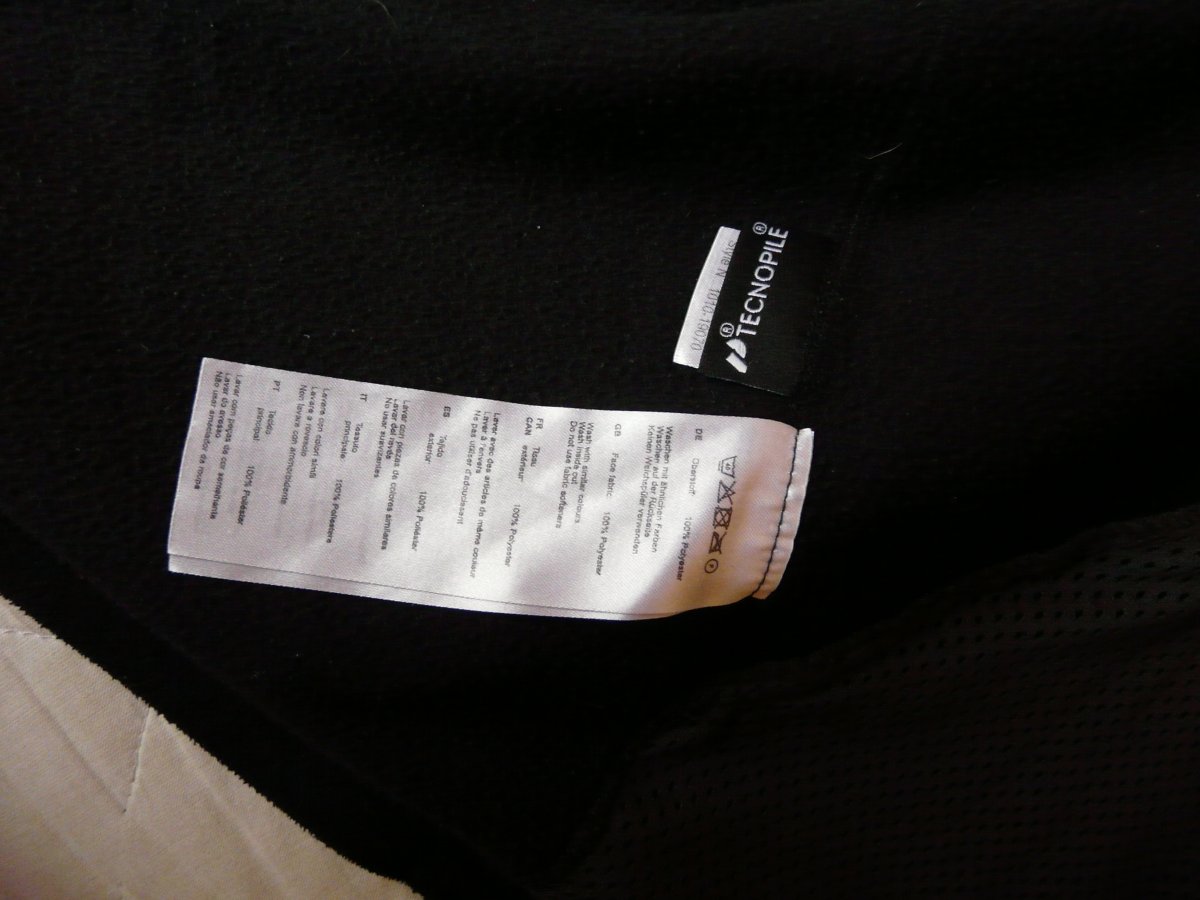 ® TECNOPILE ®
Style N 1010-19070
DE Oberstoff 100% Polyester
Waschen mit ähnlichen Farben
Waschen auf der Rückseite
Keinen Weichspüler verwenden
GB Face fabric 100% Polyester
Wash with similar colours
Wash inside out
Do not use fabric softeners
FR Tissu 100% Polyester
CAN extérieur
Laver avec des articles de même couleur
Laver à l'envers
Ne pas utiliser d'adoucissant
ES Tejido 100% Poliéster
exterior
Lavar con piezas de colores similares
Lavar del revés
No usar suavizantes
IT Tessuto 100% Poliestere
principale
Lavare con colori simili
Lavare a rovescio
Non lavare con ammorbidente
PT Tecido 100% Poliéster
principal
Lavar com peças de cor semelhante
Lavar do avesso
Não usar amaciador de roupa